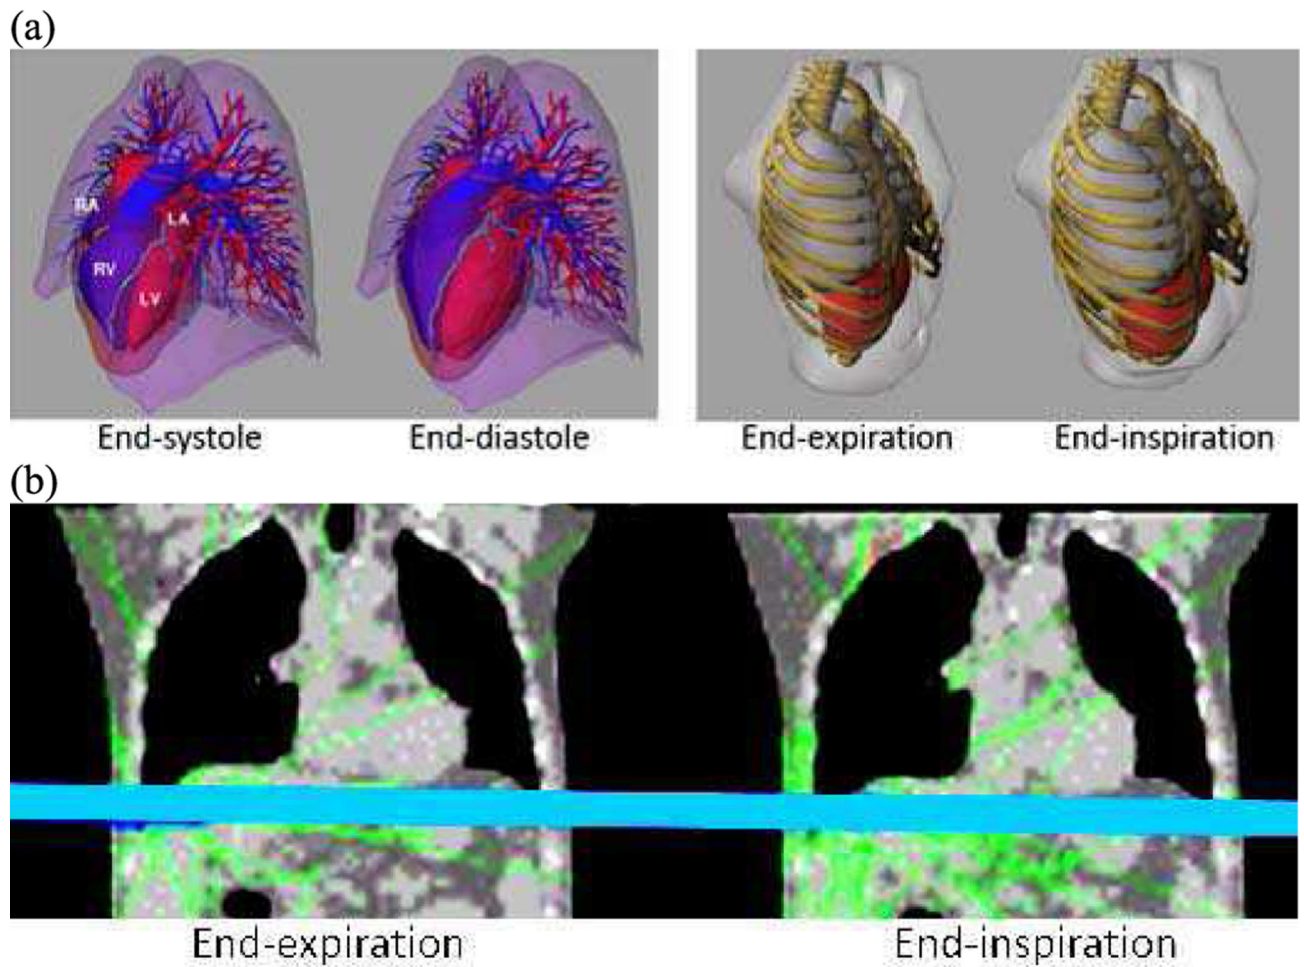 (a)
RA
LA
RV
LV
End-systole End-diastole End-expiration End-inspiration
(b)
End-expiration End-inspiration